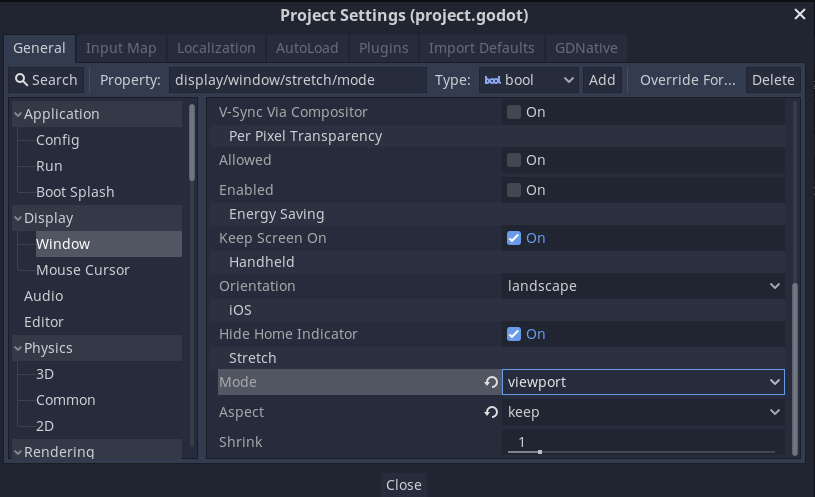 Project Settings (project.godot)
General Input Map Localization AutoLoad Plugins Import Defaults GDNative
Search Property: display/window/stretch/mode Type: bool bool Add Override For... Delete
Application
Config
Run
Boot Splash
Display
Window
Mouse Cursor
Audio
Editor
Physics
3D
Common
2D
Rendering
V-Sync Via Compositor On
Per Pixel Transparency
Allowed On
Enabled On
Energy Saving
Keep Screen On On
Handheld
Orientation landscape
iOS
Hide Home Indicator On
Stretch
Mode viewport
Aspect keep
Shrink 1
Close